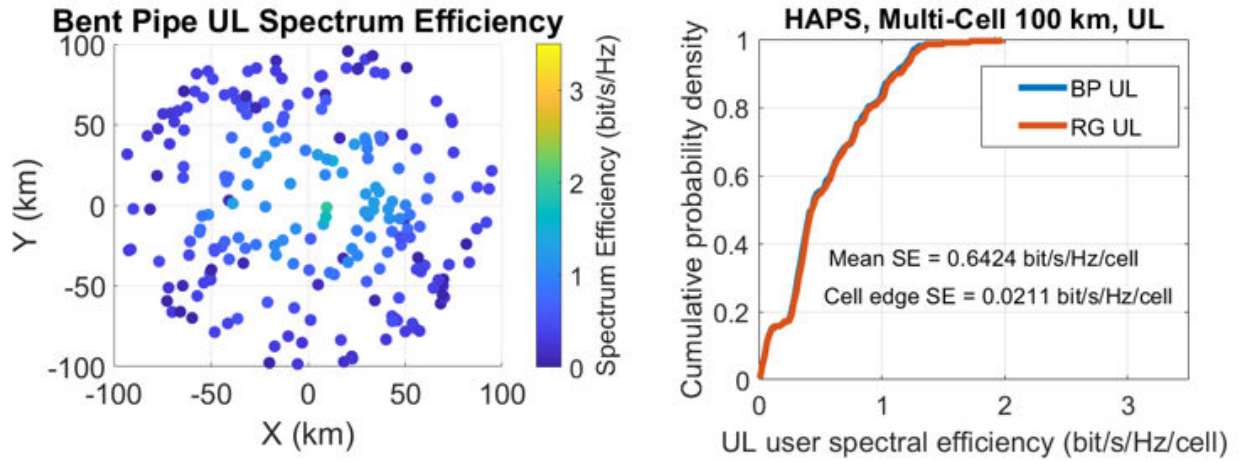 Bent Pipe UL Spectrum Efficiency
100
50
0
-50
-100
Y (km)
-100
-50
0
50
100
X (km)
3
2
1
0
Spectrum Efficiency (bit/s/Hz)
HAPS, Multi-Cell 100 km, UL
1
0.8
0.6
0.4
0.2
0
Cumulative probability density
BP UL
RG UL
Mean SE = 0.6424 bit/s/Hz/cell
Cell edge SE = 0.0211 bit/s/Hz/cell
0
1
2
3
UL user spectral efficiency (bit/s/Hz/cell)